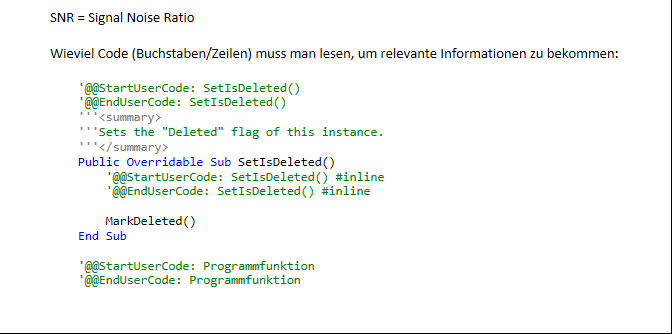 SNR = Signal Noise Ratio
Wieviel Code (Buchstaben/Zeilen) muss man lesen, um relevante Informationen zu bekommen:
'@@StartUserCode: SetIsDeleted()
'@@EndUserCode: SetIsDeleted()
'''<summary>
'''Sets the "Deleted" flag of this instance.
'''</summary>
Public Overridable Sub SetIsDeleted()
'@@StartUserCode: SetIsDeleted() #inline
'@@EndUserCode: SetIsDeleted() #inline
MarkDeleted()
End Sub
'@@StartUserCode: Programmfunktion
'@@EndUserCode: Programmfunktion